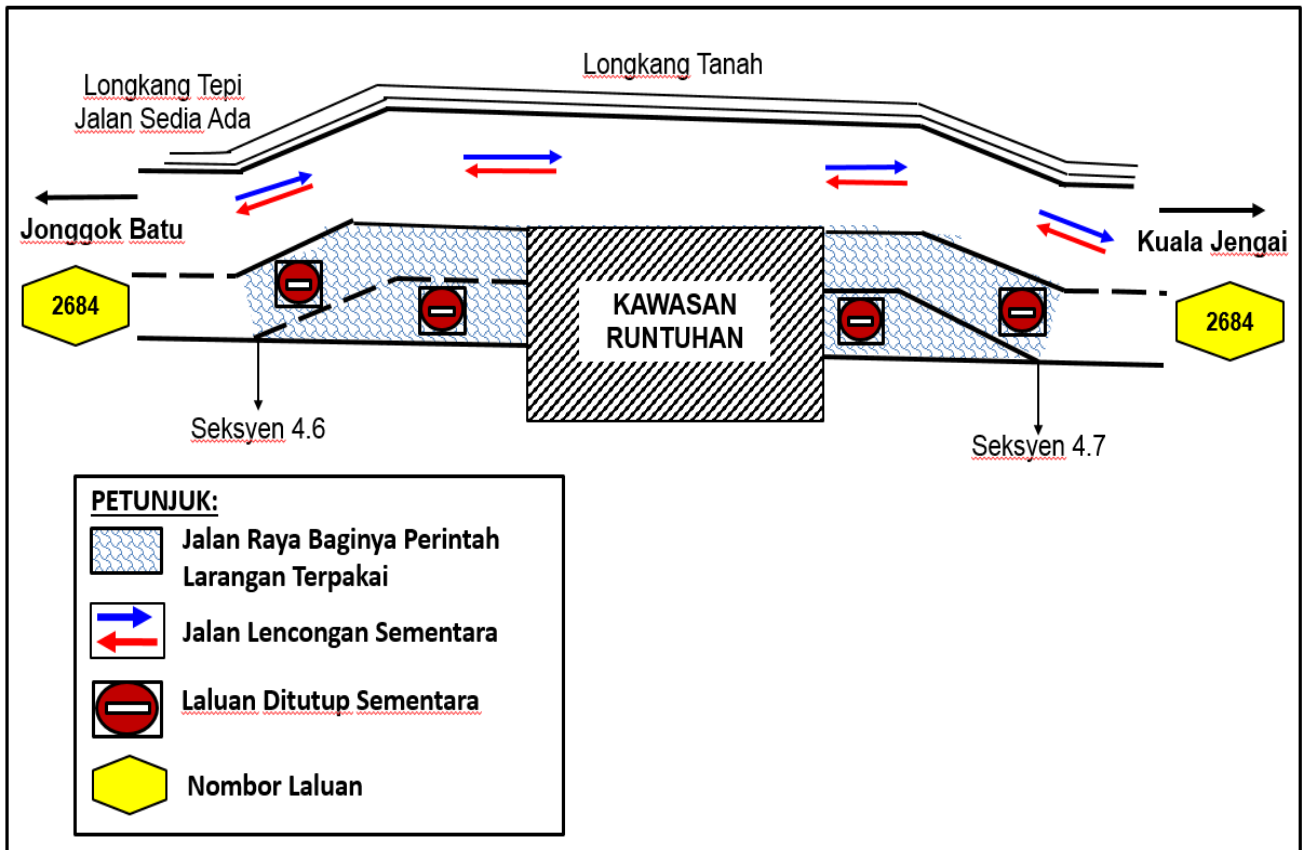 Longkang Tanah
Longkang Tepi
Jalan Sedia Ada
Jonggok Batu
Kuala Jengai
2684
KAWASAN
RUNTUHAN
2684
Seksyen 4.6
Seksyen 4.7
PETUNJUK:
Jalan Raya Baginya Perintah
Larangan Terpakai
Jalan Lencongan Sementara
Laluan Ditutup Sementara
Nombor Laluan